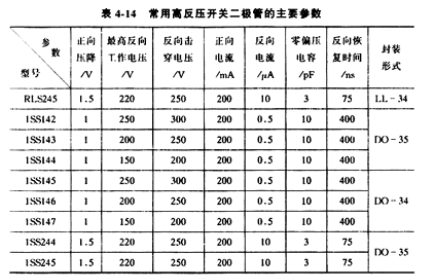 表 4-14 常用高反压开关二极管的主要参数
参数 型号 正向压降/V 最高反向工作电压/V 反向击穿电压/V 正向电流/mA 反向电流/μA 零偏压电容/pF 反向恢复时间/ns 封装形式
RLS245 1.5 220 250 200 10 3 75 LL-34
1SS142 1 250 300 200 0.5 10 400 DO-35
1SS143 1 200 250 200 0.5 10 400
1SS144 1 150 200 200 0.5 10 400
1SS145 1 250 300 200 0.5 10 400 DO-34
1SS146 1 200 250 200 0.5 10 400
1SS147 1 150 200 200 0.5 10 400
1SS244 1.5 220 250 200 10 3 75 DO-35
1SS245 1.5 220 250 200 10 3 75